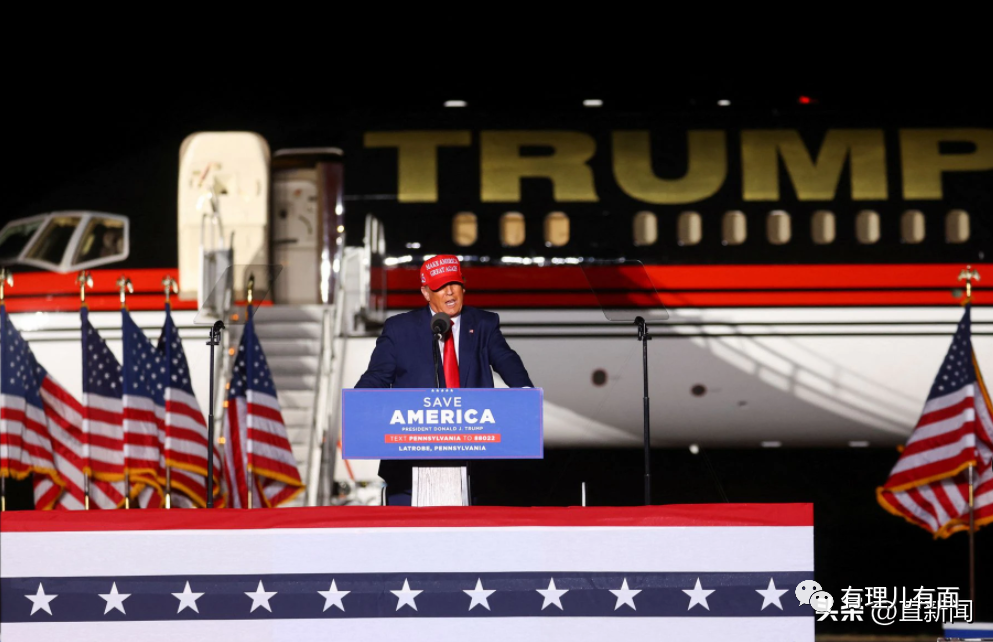 TRUMP
MAKE AMERICA
GREAT AGAIN
SAVE
AMERICA
PRESIDENT DONALD J. TRUMP
TEXT PENNSYLVANIA TO 88022
LATROBE, PENNSYLVANIA
有理儿有面
头条 @直新闻